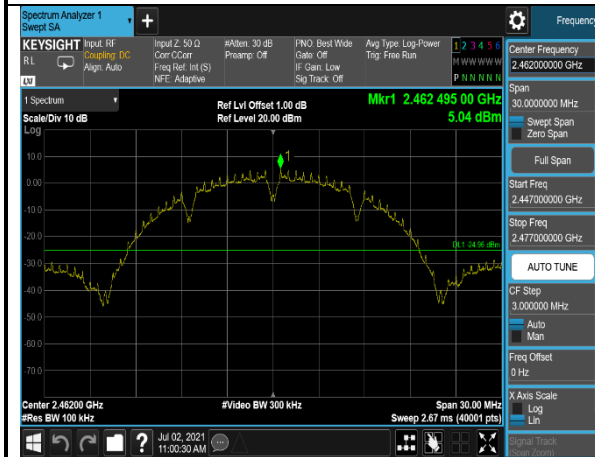 Spectrum Analyzer 1
Swept SA
Frequency
KEYSIGHT
RL
LXI
Input: RF
Coupling: DC
Align: Auto
Input Z: 50 Ω
Corr CCorr
Freq Ref: Int (S)
NFE: Adaptive
#Atten: 30 dB
Preamp: Off
PNO: Best Wide
Gate: Off
IF Gain: Low
Sig Track: Off
Avg Type: Log-Power
Trig: Free Run
1 2 3 4 5 6
M W W W W W
P N N N N N
1 Spectrum
Scale/Div 10 dB
Log
Ref Lvl Offset 1.00 dB
Ref Level 20.00 dBm
Mkr1 2.462 495 00 GHz
5.04 dBm
1
10.0
0.00
-10.0
-20.0
-30.0
-40.0
-50.0
-60.0
-70.0
DL1 -24.96 dBm
Center 2.46200 GHz
#Res BW 100 kHz
#Video BW 300 kHz
Span 30.00 MHz
Sweep 2.67 ms (40001 pts)
Center Frequency
2.462000000 GHz
Span
30.0000000 MHz
Swept Span
Zero Span
Full Span
Start Freq
2.447000000 GHz
Stop Freq
2.477000000 GHz
AUTO TUNE
CF Step
3.000000 MHz
Auto
Man
Freq Offset
0 Hz
X Axis Scale
Log
Lin
Signal Track
(Span Zoom)
?
Jul 02, 2021
11:00:30 AM